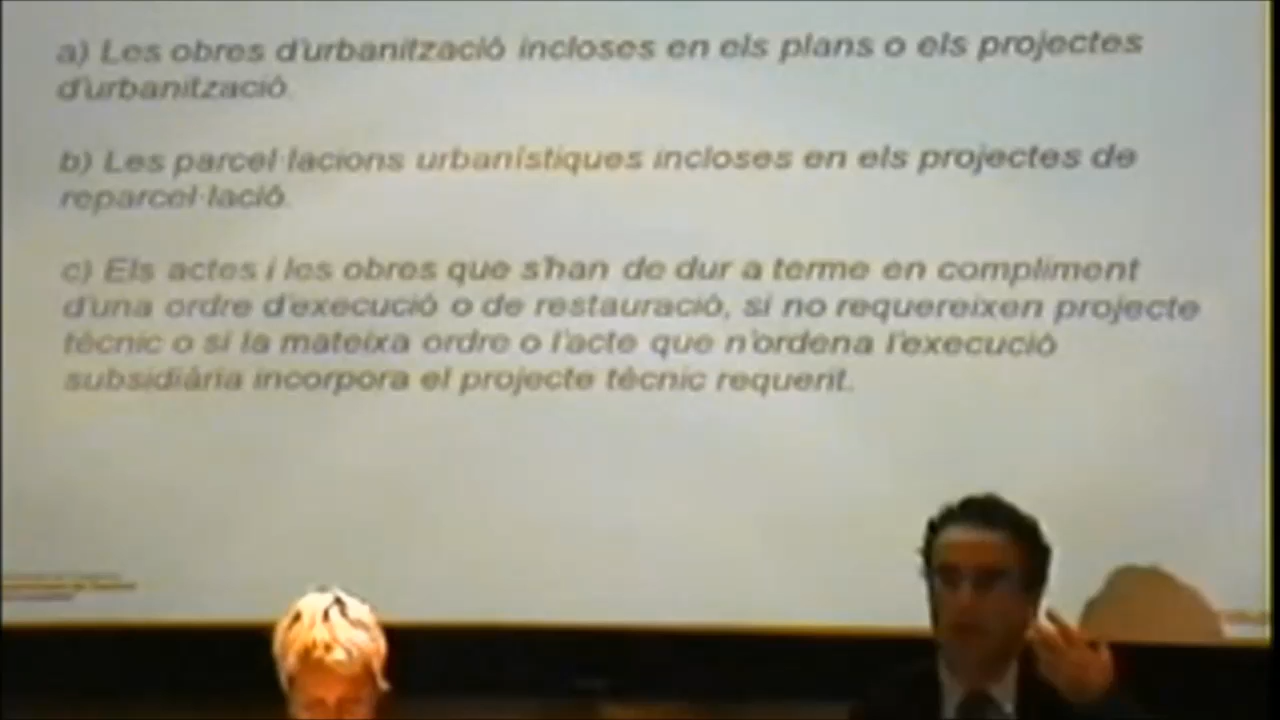 a) Les obres d'urbanització incloses en els plans o els projectes
d'urbanització.
b) Les parcel·lacions urbanístiques incloses en els projectes de
reparcel·lació.
c) Els actes i les obres que s'han de dur a terme en compliment
d'una ordre d'execució o de restauració, si no requereixen projecte
tècnic o si la mateixa ordre o l'acte que n'ordena l'execució
subsidiària incorpora el projecte tècnic requerit.